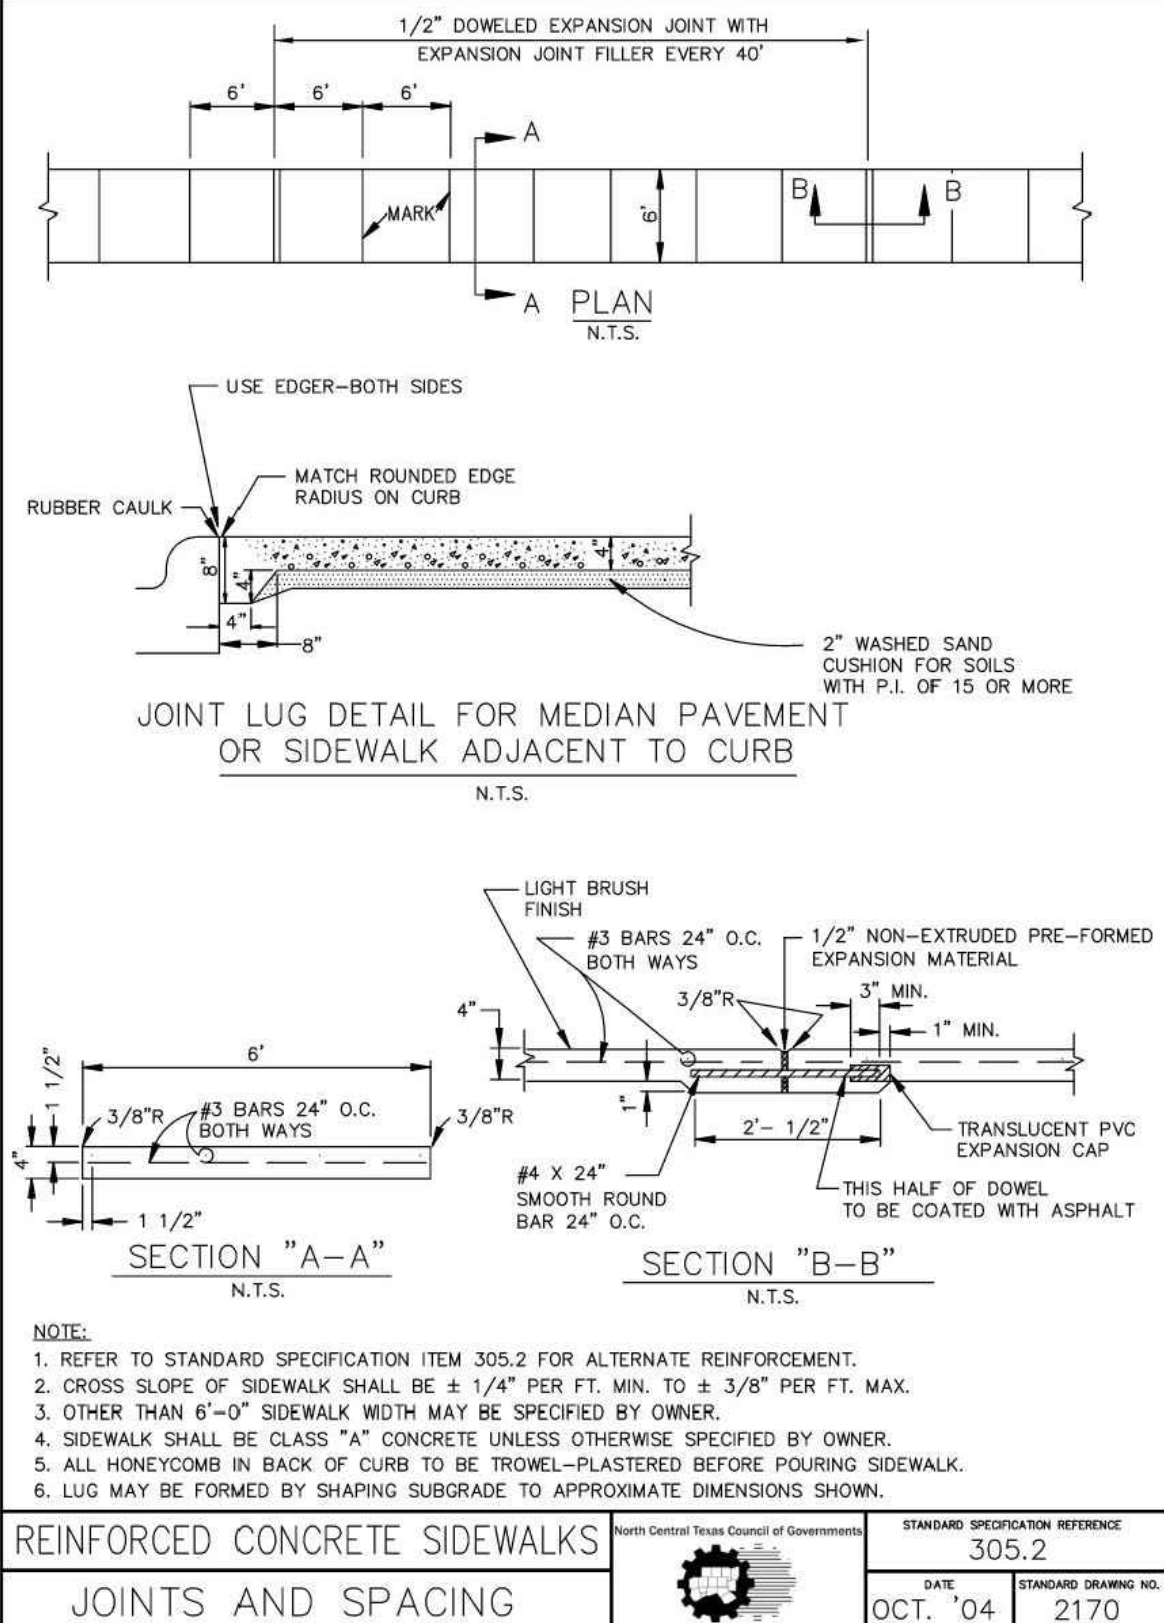 1/2" DOWELED EXPANSION JOINT WITH
EXPANSION JOINT FILLER EVERY 40'
6'
6'
6'
A
MARK
6'
B
B
A
PLAN
N.T.S.
USE EDGER-BOTH SIDES
MATCH ROUNDED EDGE
RADIUS ON CURB
RUBBER CAULK
8"
4"
4"
4"
8"
2" WASHED SAND
CUSHION FOR SOILS
WITH P.I. OF 15 OR MORE
JOINT LUG DETAIL FOR MEDIAN PAVEMENT
OR SIDEWALK ADJACENT TO CURB
N.T.S.
6'
1 1/2"
3/8"R
#3 BARS 24" O.C.
BOTH WAYS
3/8"R
4"
1 1/2"
SECTION "A-A"
N.T.S.
LIGHT BRUSH
FINISH
#3 BARS 24" O.C.
BOTH WAYS
1/2" NON-EXTRUDED PRE-FORMED
EXPANSION MATERIAL
3/8"R
3" MIN.
4"
1" MIN.
1"
2'- 1/2"
TRANSLUCENT PVC
EXPANSION CAP
#4 X 24"
SMOOTH ROUND
BAR 24" O.C.
THIS HALF OF DOWEL
TO BE COATED WITH ASPHALT
SECTION "B-B"
N.T.S.
NOTE:
1. REFER TO STANDARD SPECIFICATION ITEM 305.2 FOR ALTERNATE REINFORCEMENT.
2. CROSS SLOPE OF SIDEWALK SHALL BE ± 1/4" PER FT. MIN. TO ± 3/8" PER FT. MAX.
3. OTHER THAN 6'-0" SIDEWALK WIDTH MAY BE SPECIFIED BY OWNER.
4. SIDEWALK SHALL BE CLASS "A" CONCRETE UNLESS OTHERWISE SPECIFIED BY OWNER.
5. ALL HONEYCOMB IN BACK OF CURB TO BE TROWEL-PLASTERED BEFORE POURING SIDEWALK.
6. LUG MAY BE FORMED BY SHAPING SUBGRADE TO APPROXIMATE DIMENSIONS SHOWN.
REINFORCED CONCRETE SIDEWALKS
JOINTS AND SPACING
North Central Texas Council of Governments
STANDARD SPECIFICATION REFERENCE
305.2
DATE
OCT. '04
STANDARD DRAWING NO.
2170